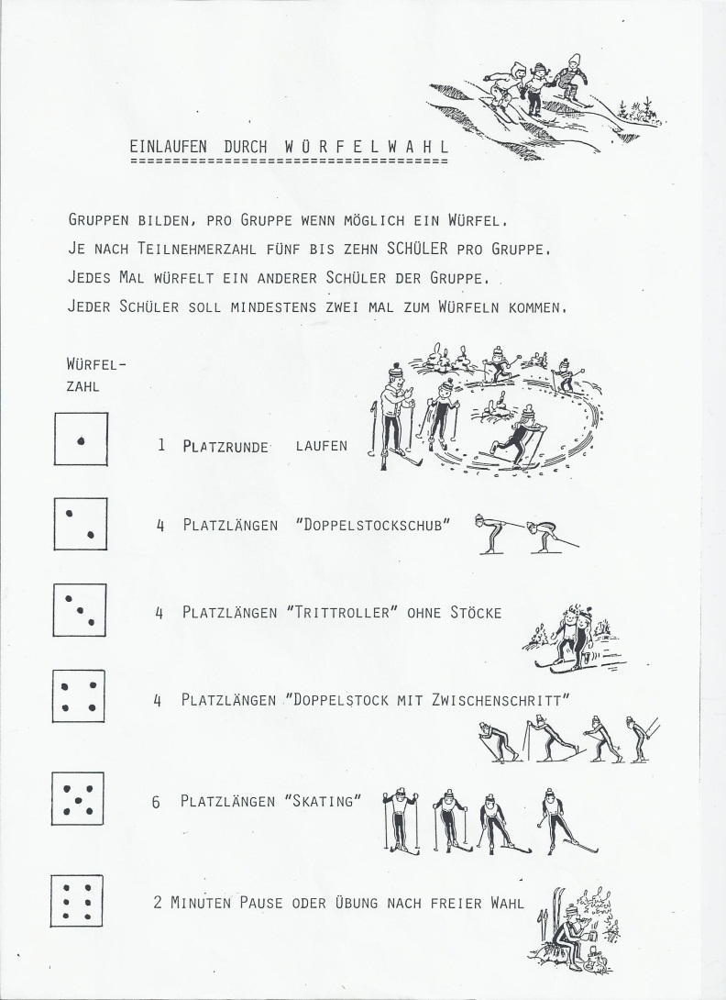 EINLAUFEN DURCH WÜRFELWAHL
GRUPPEN BILDEN, PRO GRUPPE WENN MÖGLICH EIN WÜRFEL.
JE NACH TEILNEHMERZAHL FÜNF BIS ZEHN SCHÜLER PRO GRUPPE.
JEDES MAL WÜRFELT EIN ANDERER SCHÜLER DER GRUPPE.
JEDER SCHÜLER SOLL MINDESTENS ZWEI MAL ZUM WÜRFELN KOMMEN.
WÜRFEL-
ZAHL
1 PLATZRUNDE LAUFEN
4 PLATZLÄNGEN "DOPPELSTOCKSCHUB"
4 PLATZLÄNGEN "TRITTROLLER" OHNE STÖCKE
4 PLATZLÄNGEN "DOPPELSTOCK MIT ZWISCHENSCHRITT"
6 PLATZLÄNGEN "SKATING"
2 MINUTEN PAUSE ODER ÜBUNG NACH FREIER WAHL